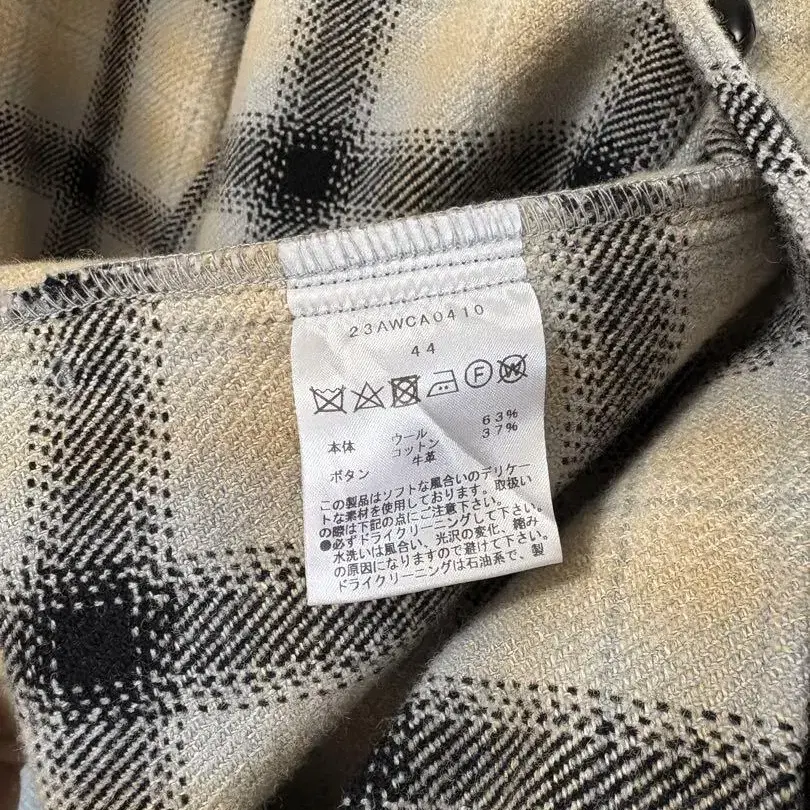 23AWCA0410
44
F W
本体 ウール 63%
コットン 37%
ボタン 牛革
この製品はソフトな風合いのデリケー
トな素材を使用しております。取扱い
の際は下記の点にご注意下さい。
●必ずドライクリーニングして下さい。
水洗いは風合い、光沢の変化、縮み
の原因になりますので避けて下さい。
ドライクリーニングは石油系で、製